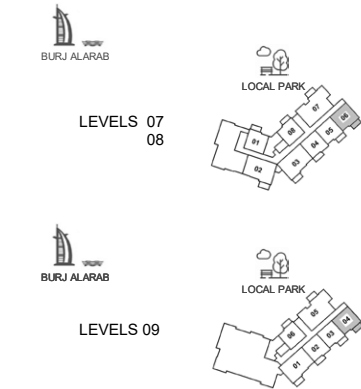 BURJ ALARAB
LOCAL PARK
LEVELS 07
08
07
06
08
05
01
04
03
02
BURJ ALARAB
LOCAL PARK
LEVELS 09
05
04
06
03
02
01